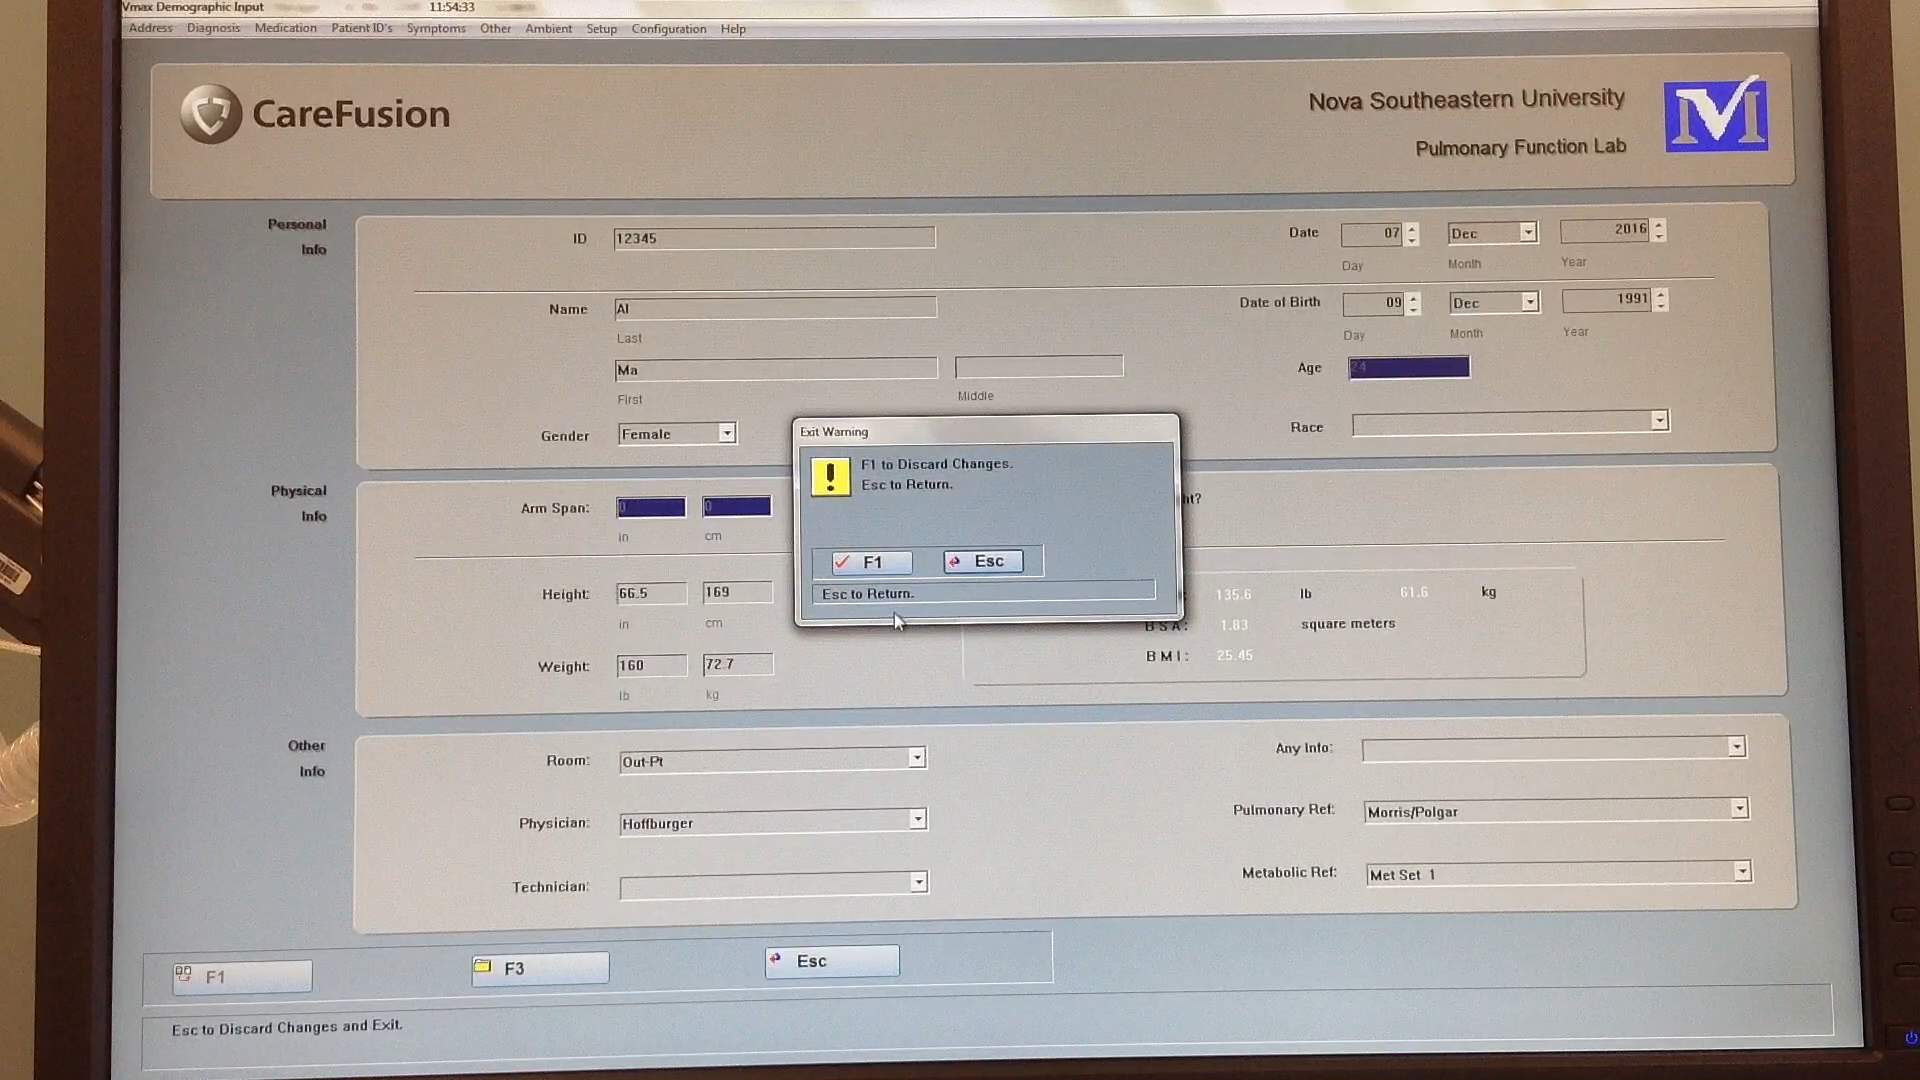 Vmax Demographic Input 11:54:33
Address Diagnosis Medication Patient ID's Symptoms Other Ambient Setup Configuration Help
CareFusion
Nova Southeastern University
Pulmonary Function Lab
Personal
Info
ID 12345
Date 07 Dec 2016
Day Month Year
Name Al
Last
Date of Birth 09 Dec 1991
Day Month Year
Ma
First Middle
Age 24
Gender Female
Race
Exit Warning
F1 to Discard Changes.
Esc to Return.
F1 Esc
Esc to Return.
Physical
Info
Arm Span: 0 0
in cm
ht?
Height: 66.5 169
in cm
135.6 lb 61.6 kg
BSA: 1.83 square meters
BMI: 25.45
Weight: 160 72.7
lb kg
Other
Info
Room: Out-Pt
Any Info:
Physician: Hoffburger
Pulmonary Ref: Morris/Polgar
Technician:
Metabolic Ref: Met Set 1
F1 F3 Esc
Esc to Discard Changes and Exit.